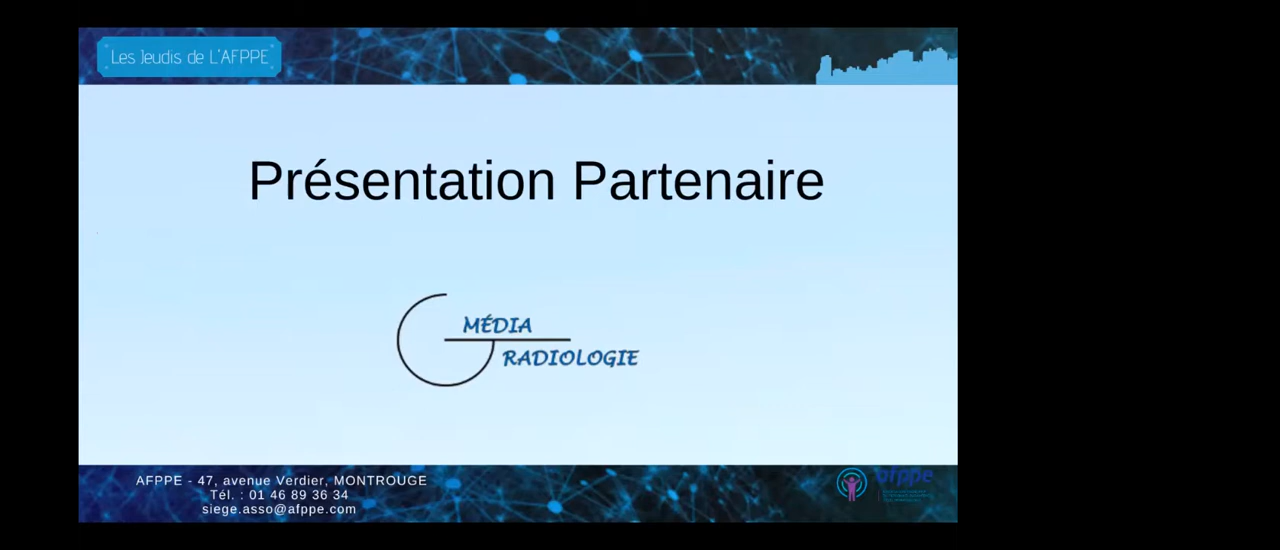 Les Jeudis de L'AFPPE
Présentation Partenaire
MÉDIA
RADIOLOGIE
AFPPE - 47, avenue Verdier, MONTROUGE
Tél. : 01 46 89 36 34
siege.asso@afppe.com
afppe